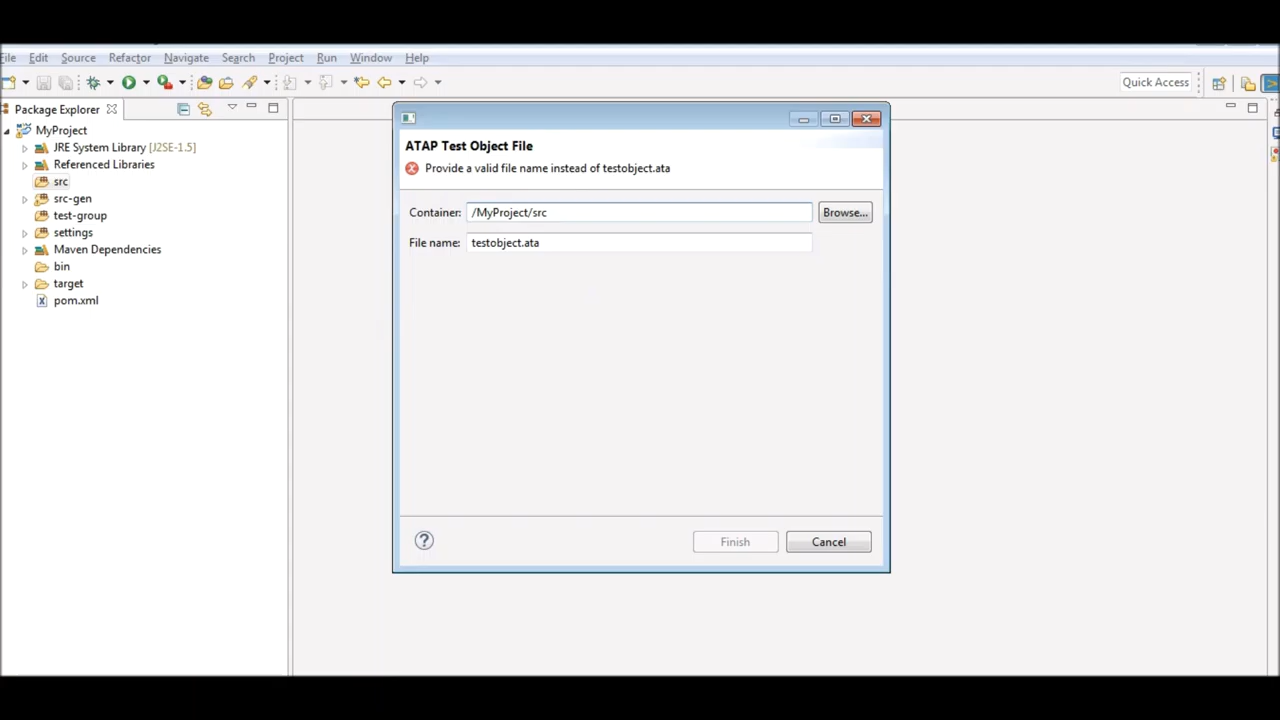 File Edit Source Refactor Navigate Search Project Run Window Help
Quick Access
Package Explorer
MyProject
JRE System Library [J2SE-1.5]
Referenced Libraries
src
src-gen
test-group
settings
Maven Dependencies
bin
target
pom.xml
ATAP Test Object File
Provide a valid file name instead of testobject.ata
Container: /MyProject/src Browse...
File name: testobject.ata
Finish Cancel